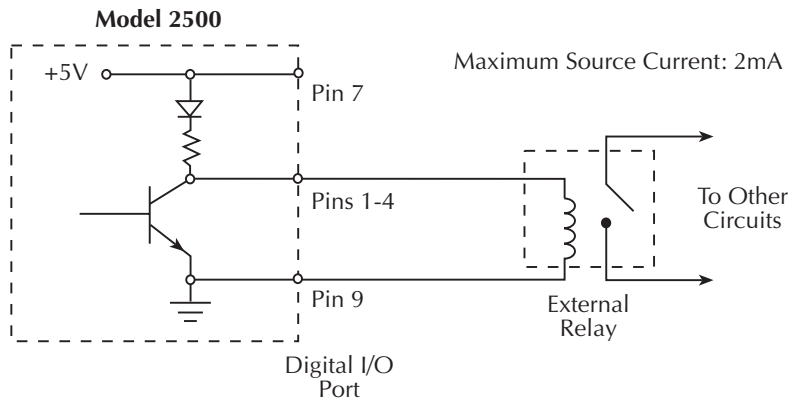 Model 2500
+5V
Maximum Source Current: 2mA
Pin 7
Pins 1-4
To Other
Circuits
Pin 9
External
Relay
Digital I/O
Port